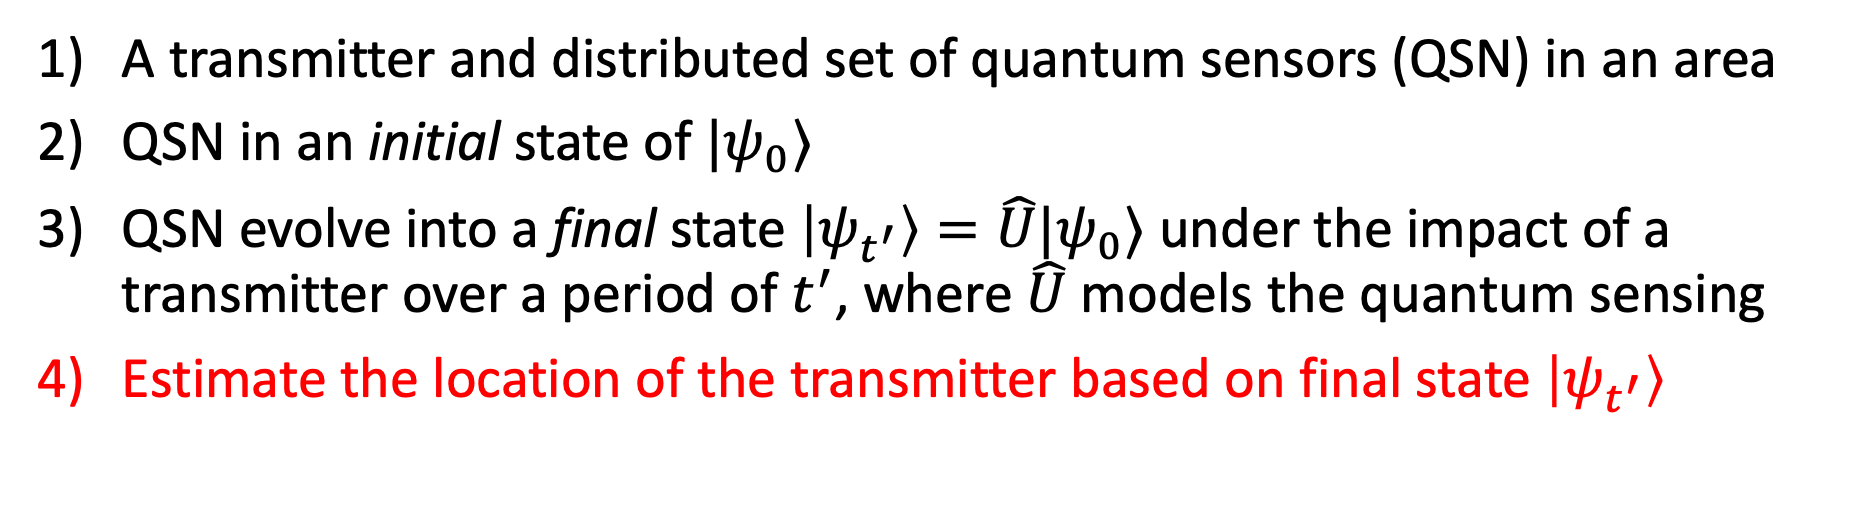 1) A transmitter and distributed set of quantum sensors (QSN) in an area
2) QSN in an initial state of |ψ₀⟩
3) QSN evolve into a final state |ψₜ′⟩ = Û|ψ₀⟩ under the impact of a
transmitter over a period of t′, where Û models the quantum sensing
4) Estimate the location of the transmitter based on final state |ψₜ′⟩